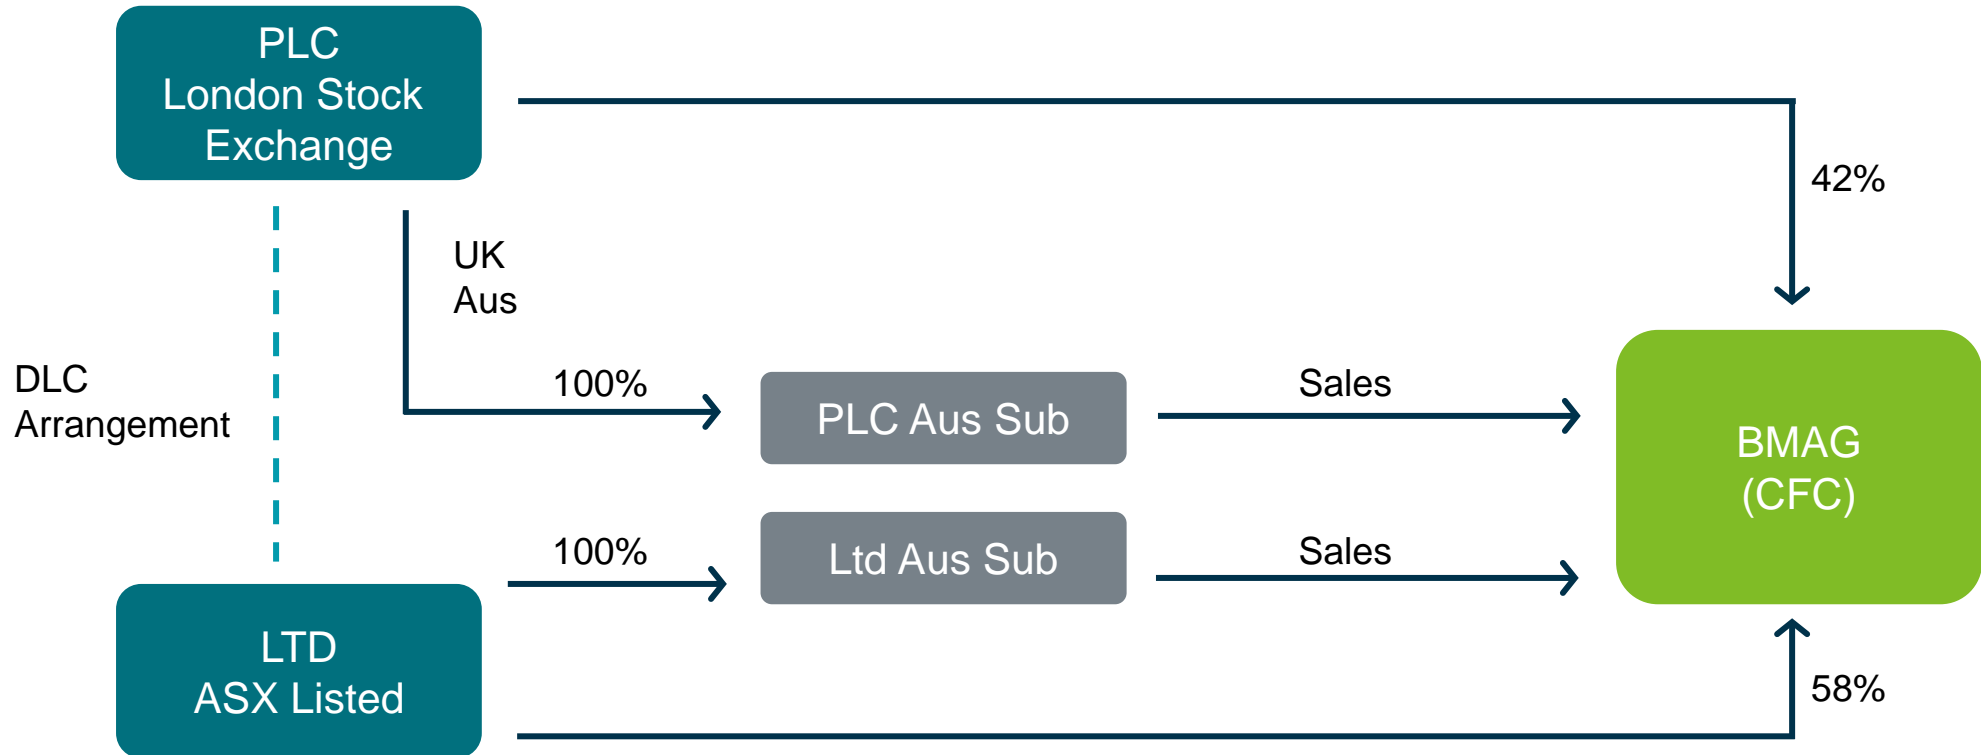 PLC
London Stock
Exchange
42%
UK
Aus
DLC
Arrangement
100%
PLC Aus Sub
Sales
BMAG
(CFC)
100%
Ltd Aus Sub
Sales
LTD
ASX Listed
58%